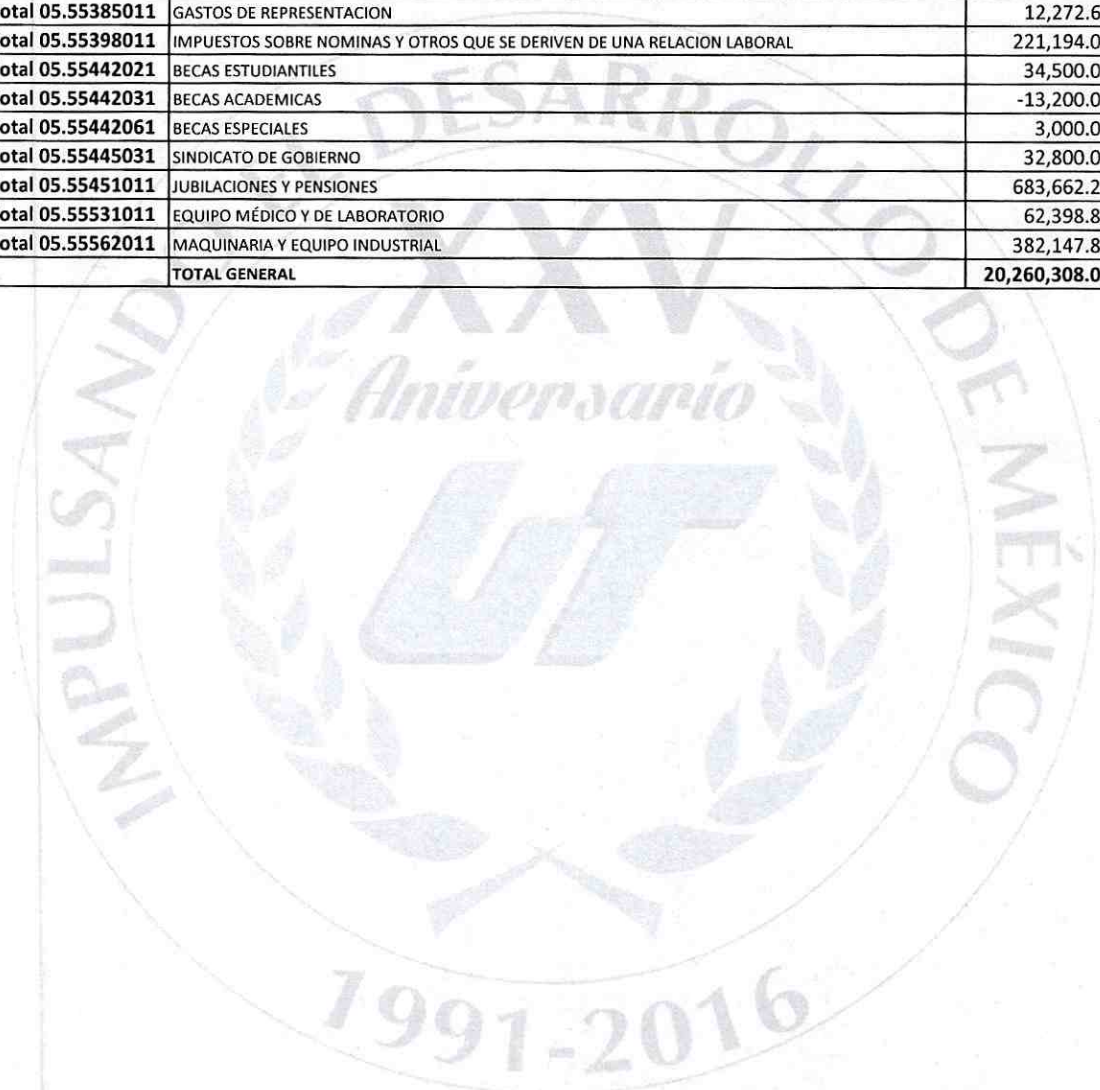 otal 05.55385011 GASTOS DE REPRESENTACION 12,272.6
otal 05.55398011 IMPUESTOS SOBRE NOMINAS Y OTROS QUE SE DERIVEN DE UNA RELACION LABORAL 221,194.0
otal 05.55442021 BECAS ESTUDIANTILES 34,500.0
otal 05.55442031 BECAS ACADEMICAS -13,200.0
otal 05.55442061 BECAS ESPECIALES 3,000.0
otal 05.55445031 SINDICATO DE GOBIERNO 32,800.0
otal 05.55451011 JUBILACIONES Y PENSIONES 683,662.2
otal 05.55531011 EQUIPO MÉDICO Y DE LABORATORIO 62,398.8
otal 05.55562011 MAQUINARIA Y EQUIPO INDUSTRIAL 382,147.8
TOTAL GENERAL 20,260,308.0
IMPULSANDO EL DESARROLLO DE MÉXICO
XXV
Aniversario
UT
1991-2016